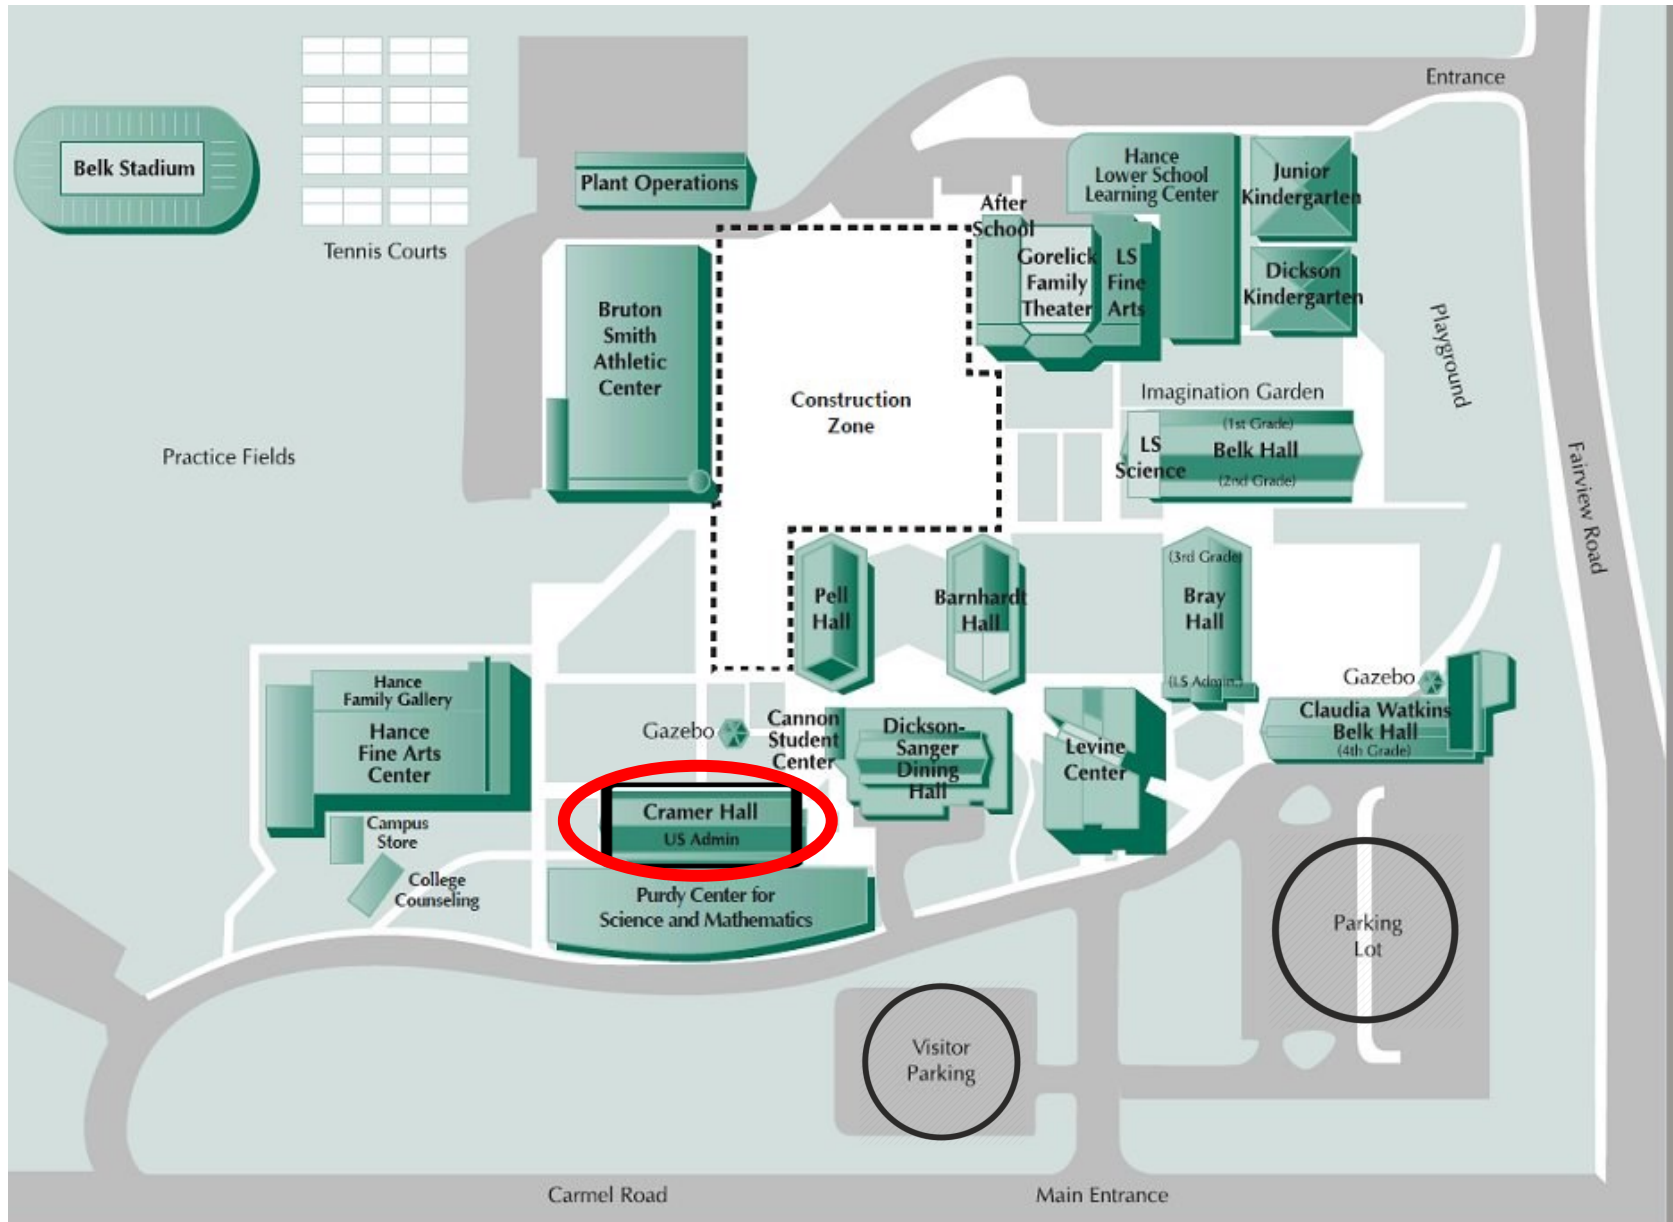 Entrance
Belk Stadium
Tennis Courts
Plant Operations
Hance
Lower School
Learning Center
Junior
Kindergarten
After
School
Gorelick
Family
Theater
LS
Fine
Arts
Dickson
Kindergarten
Playground
Bruton
Smith
Athletic
Center
Construction
Zone
Imagination Garden
(1st Grade)
Belk Hall
(2nd Grade)
LS
Science
Practice Fields
Fairview Road
Pell
Hall
Barnhardt
Hall
(3rd Grade)
Bray
Hall
(LS Admin.)
Gazebo
Claudia Watkins
Belk Hall
(4th Grade)
Hance
Family Gallery
Hance
Fine Arts
Center
Gazebo
Cannon
Student
Center
Dickson-
Sanger
Dining
Hall
Levine
Center
Cramer Hall
US Admin
Campus
Store
College
Counseling
Purdy Center for
Science and Mathematics
Parking
Lot
Visitor
Parking
Carmel Road
Main Entrance